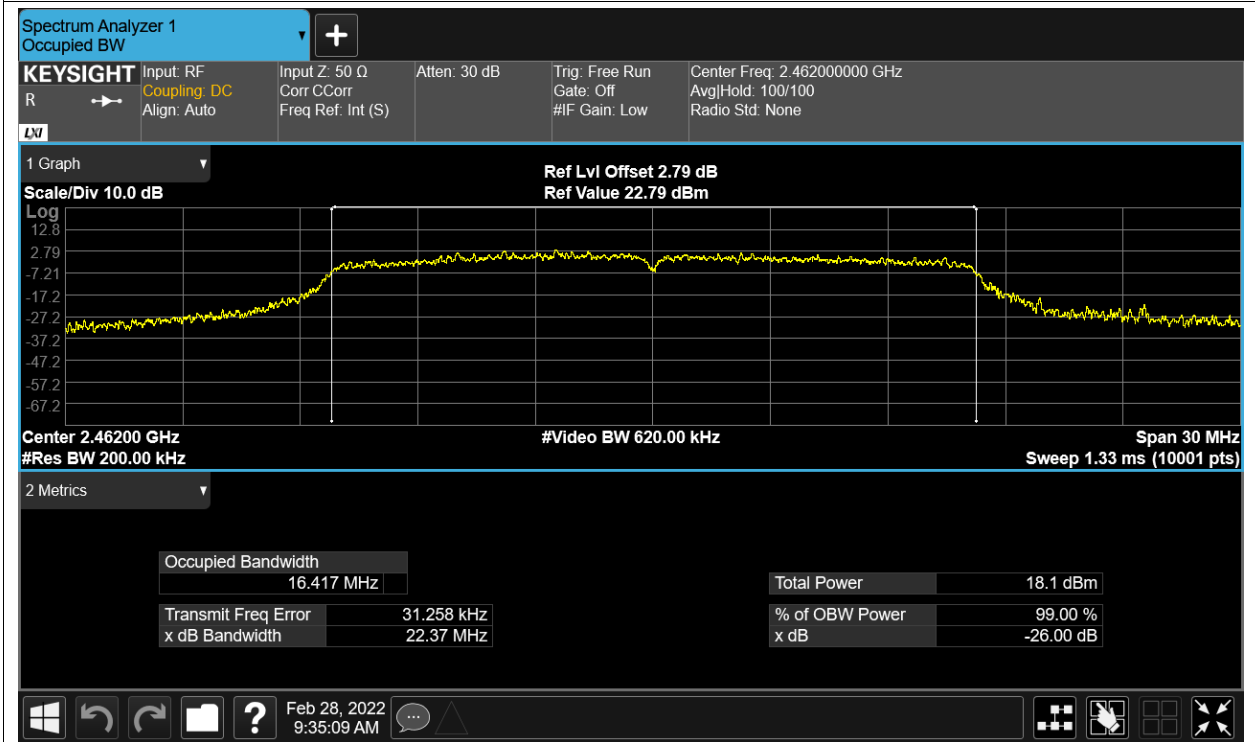 Spectrum Analyzer 1
Occupied BW
KEYSIGHT
R
LXI
Input: RF
Coupling: DC
Align: Auto
Input Z: 50 Ω
Corr CCorr
Freq Ref: Int (S)
Atten: 30 dB
Trig: Free Run
Gate: Off
#IF Gain: Low
Center Freq: 2.462000000 GHz
Avg|Hold: 100/100
Radio Std: None
1 Graph
Scale/Div 10.0 dB
Ref Lvl Offset 2.79 dB
Ref Value 22.79 dBm
Log
12.8
2.79
-7.21
-17.2
-27.2
-37.2
-47.2
-57.2
-67.2
Center 2.46200 GHz
#Video BW 620.00 kHz
Span 30 MHz
#Res BW 200.00 kHz
Sweep 1.33 ms (10001 pts)
2 Metrics
Occupied Bandwidth
16.417 MHz
Total Power 18.1 dBm
Transmit Freq Error 31.258 kHz
% of OBW Power 99.00 %
x dB Bandwidth 22.37 MHz
x dB -26.00 dB
?
Feb 28, 2022
9:35:09 AM